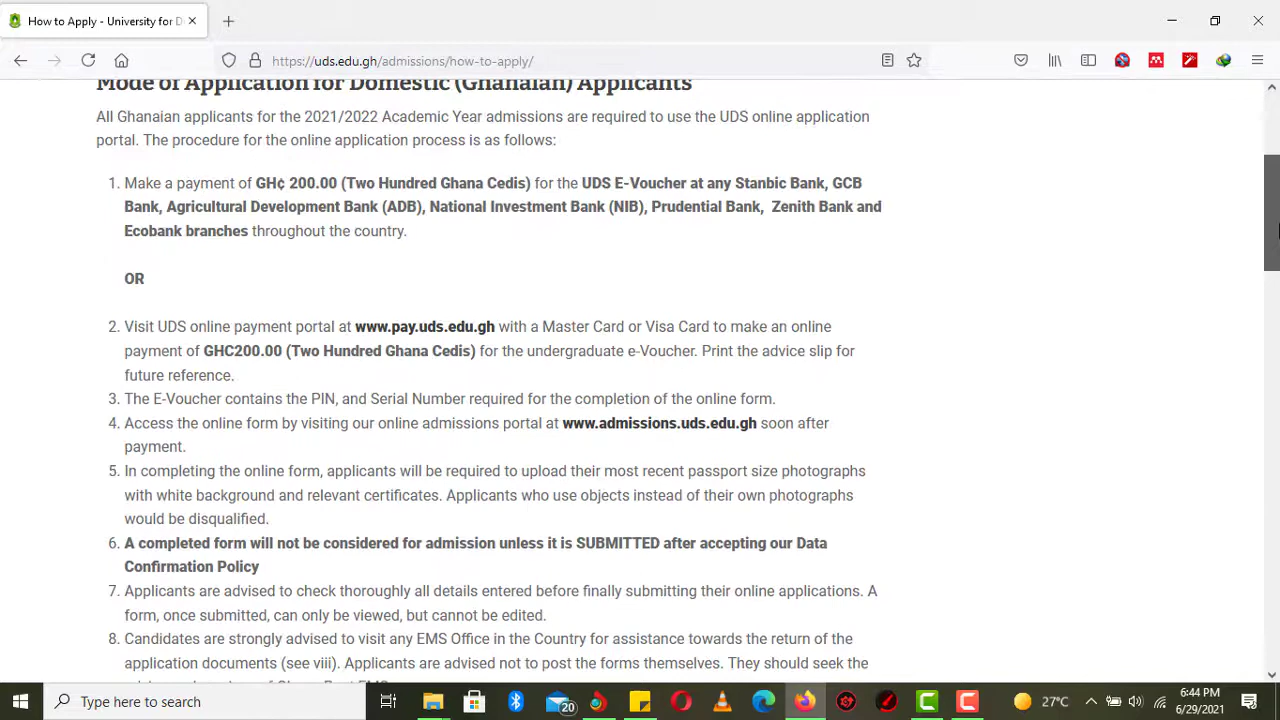 How to Apply - University for D
https://uds.edu.gh/admissions/how-to-apply/
Mode of Application for Domestic (Ghanaian) Applicants
All Ghanaian applicants for the 2021/2022 Academic Year admissions are required to use the UDS online application
portal. The procedure for the online application process is as follows:
1. Make a payment of GH¢ 200.00 (Two Hundred Ghana Cedis) for the UDS E-Voucher at any Stanbic Bank, GCB
Bank, Agricultural Development Bank (ADB), National Investment Bank (NIB), Prudential Bank, Zenith Bank and
Ecobank branches throughout the country.
OR
2. Visit UDS online payment portal at www.pay.uds.edu.gh with a Master Card or Visa Card to make an online
payment of GHC200.00 (Two Hundred Ghana Cedis) for the undergraduate e-Voucher. Print the advice slip for
future reference.
3. The E-Voucher contains the PIN, and Serial Number required for the completion of the online form.
4. Access the online form by visiting our online admissions portal at www.admissions.uds.edu.gh soon after
payment.
5. In completing the online form, applicants will be required to upload their most recent passport size photographs
with white background and relevant certificates. Applicants who use objects instead of their own photographs
would be disqualified.
6. A completed form will not be considered for admission unless it is SUBMITTED after accepting our Data
Confirmation Policy
7. Applicants are advised to check thoroughly all details entered before finally submitting their online applications. A
form, once submitted, can only be viewed, but cannot be edited.
8. Candidates are strongly advised to visit any EMS Office in the Country for assistance towards the return of the
application documents (see viii). Applicants are advised not to post the forms themselves. They should seek the
Type here to search
20
27°C
6:44 PM
6/29/2021